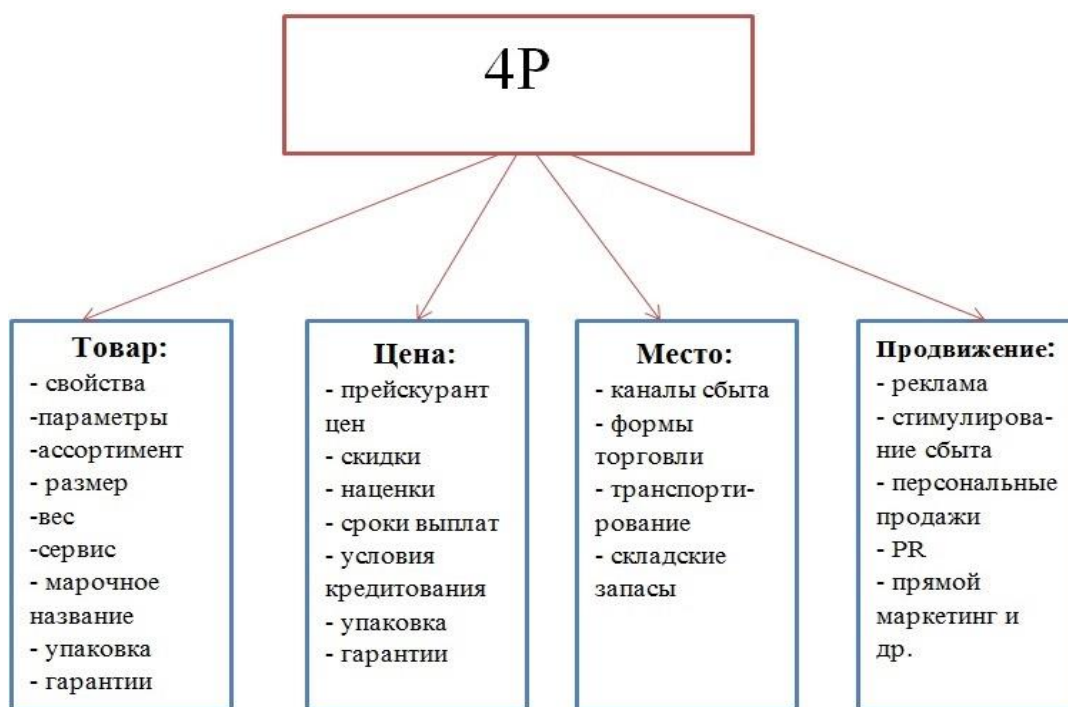 4P
Товар:
- свойства
-параметры
-ассортимент
- размер
-вес
-сервис
- марочное
название
- упаковка
- гарантии
Цена:
- прейскурант
цен
- скидки
- наценки
- сроки выплат
- условия
кредитования
- упаковка
- гарантии
Место:
- каналы сбыта
- формы
торговли
- транспорти-
рование
- складские
запасы
Продвижение:
- реклама
- стимулирова-
ние сбыта
- персональные
продажи
- PR
- прямой
маркетинг и
др.